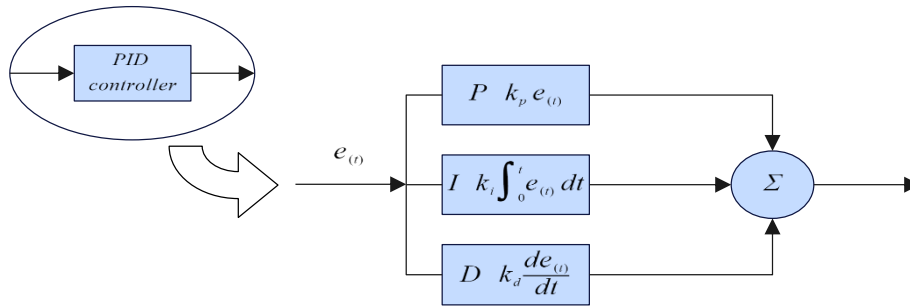 PID
controller
e(t)
P kp e(t)
I ki ∫0t e(t) dt
D kd de(t)/dt
Σ